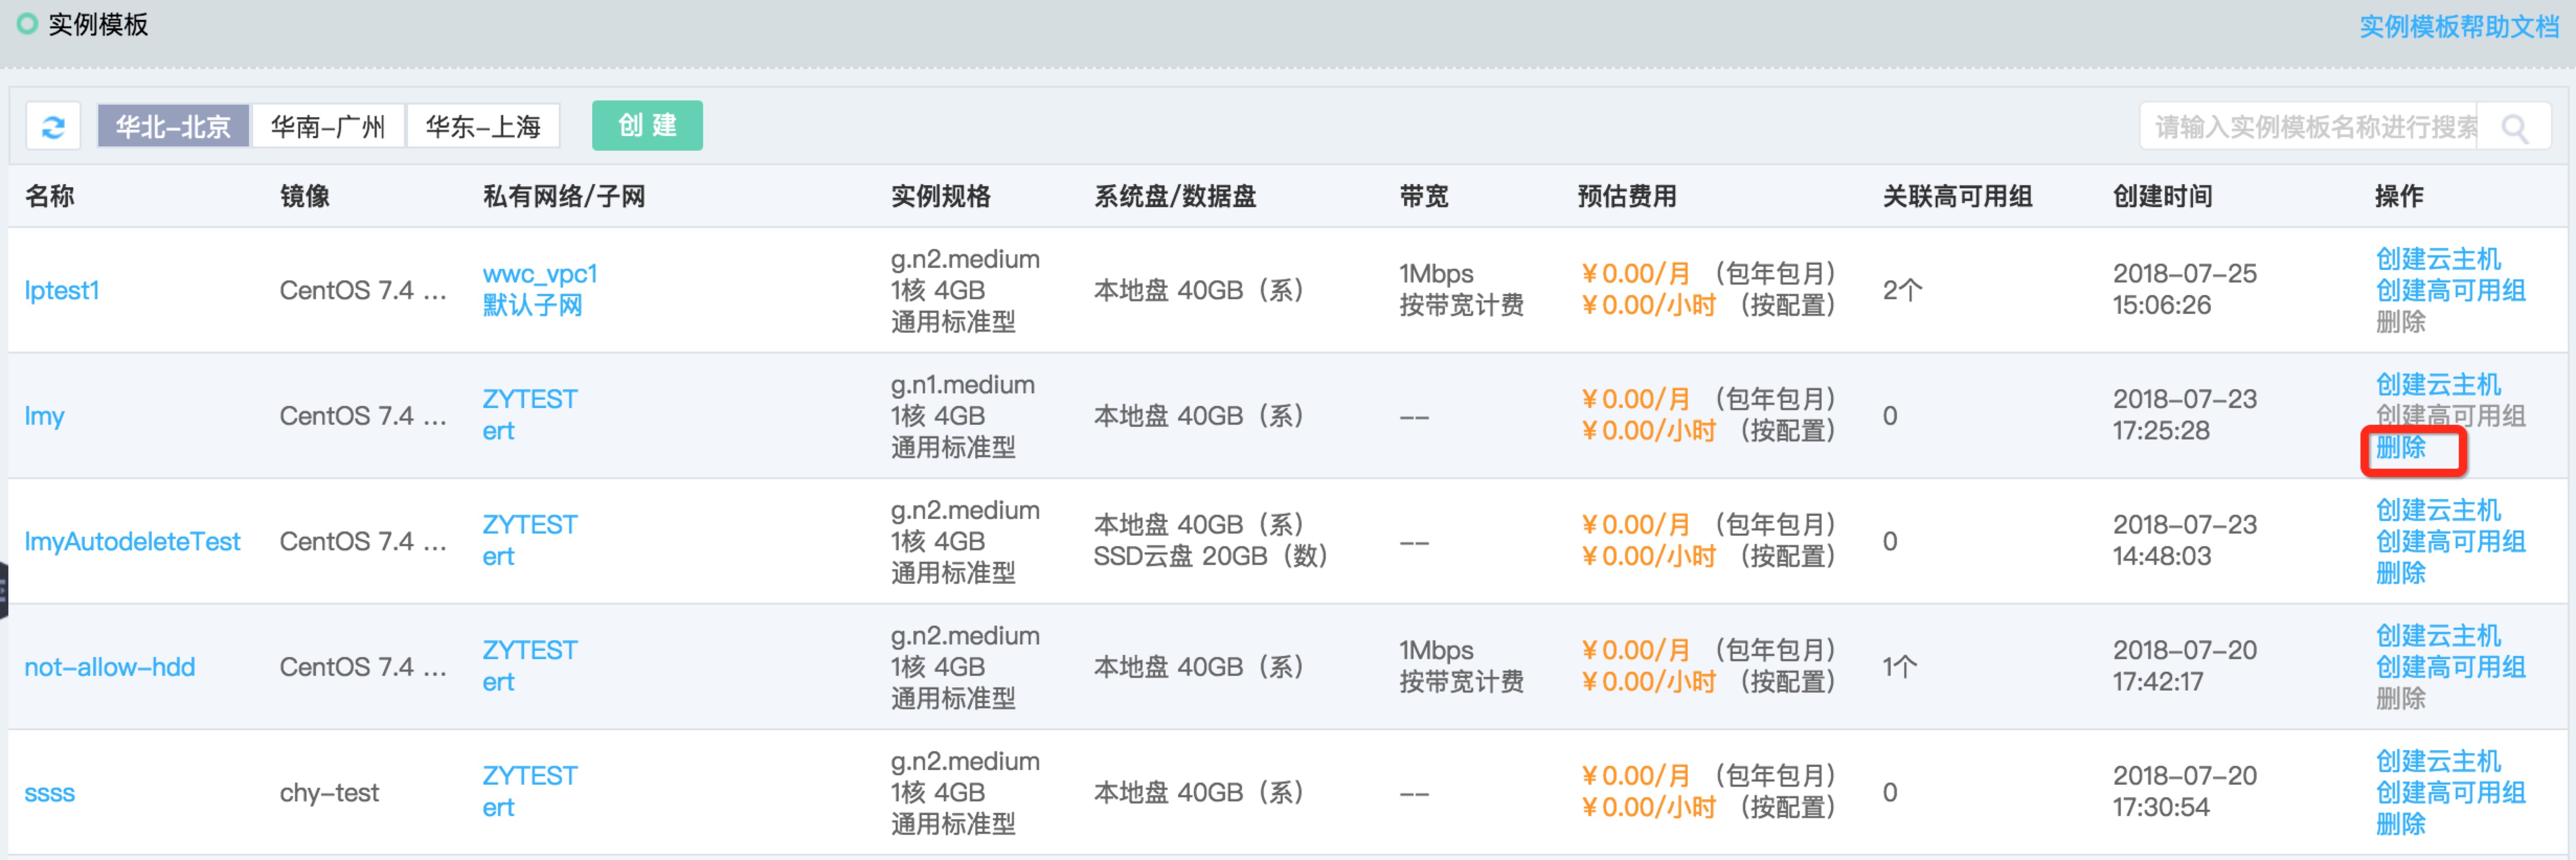 实例模板
实例模板帮助文档
华北-北京 华南-广州 华东-上海 创 建 请输入实例模板名称进行搜索
名称 镜像 私有网络/子网 实例规格 系统盘/数据盘 带宽 预估费用 关联高可用组 创建时间 操作
lptest1 CentOS 7.4 ... wwc_vpc1 默认子网 g.n2.medium 1核 4GB 通用标准型 本地盘 40GB（系） 1Mbps 按带宽计费 ¥0.00/月 （包年包月） ¥0.00/小时 （按配置） 2个 2018-07-25 15:06:26 创建云主机 创建高可用组 删除
lmy CentOS 7.4 ... ZYTEST ert g.n1.medium 1核 4GB 通用标准型 本地盘 40GB（系） -- ¥0.00/月 （包年包月） ¥0.00/小时 （按配置） 0 2018-07-23 17:25:28 创建云主机 创建高可用组 删除
lmyAutodeleteTest CentOS 7.4 ... ZYTEST ert g.n2.medium 1核 4GB 通用标准型 本地盘 40GB（系） SSD云盘 20GB（数） -- ¥0.00/月 （包年包月） ¥0.00/小时 （按配置） 0 2018-07-23 14:48:03 创建云主机 创建高可用组 删除
not-allow-hdd CentOS 7.4 ... ZYTEST ert g.n2.medium 1核 4GB 通用标准型 本地盘 40GB（系） 1Mbps 按带宽计费 ¥0.00/月 （包年包月） ¥0.00/小时 （按配置） 1个 2018-07-20 17:42:17 创建云主机 创建高可用组 删除
ssss chy-test ZYTEST ert g.n2.medium 1核 4GB 通用标准型 本地盘 40GB（系） -- ¥0.00/月 （包年包月） ¥0.00/小时 （按配置） 0 2018-07-20 17:30:54 创建云主机 创建高可用组 删除